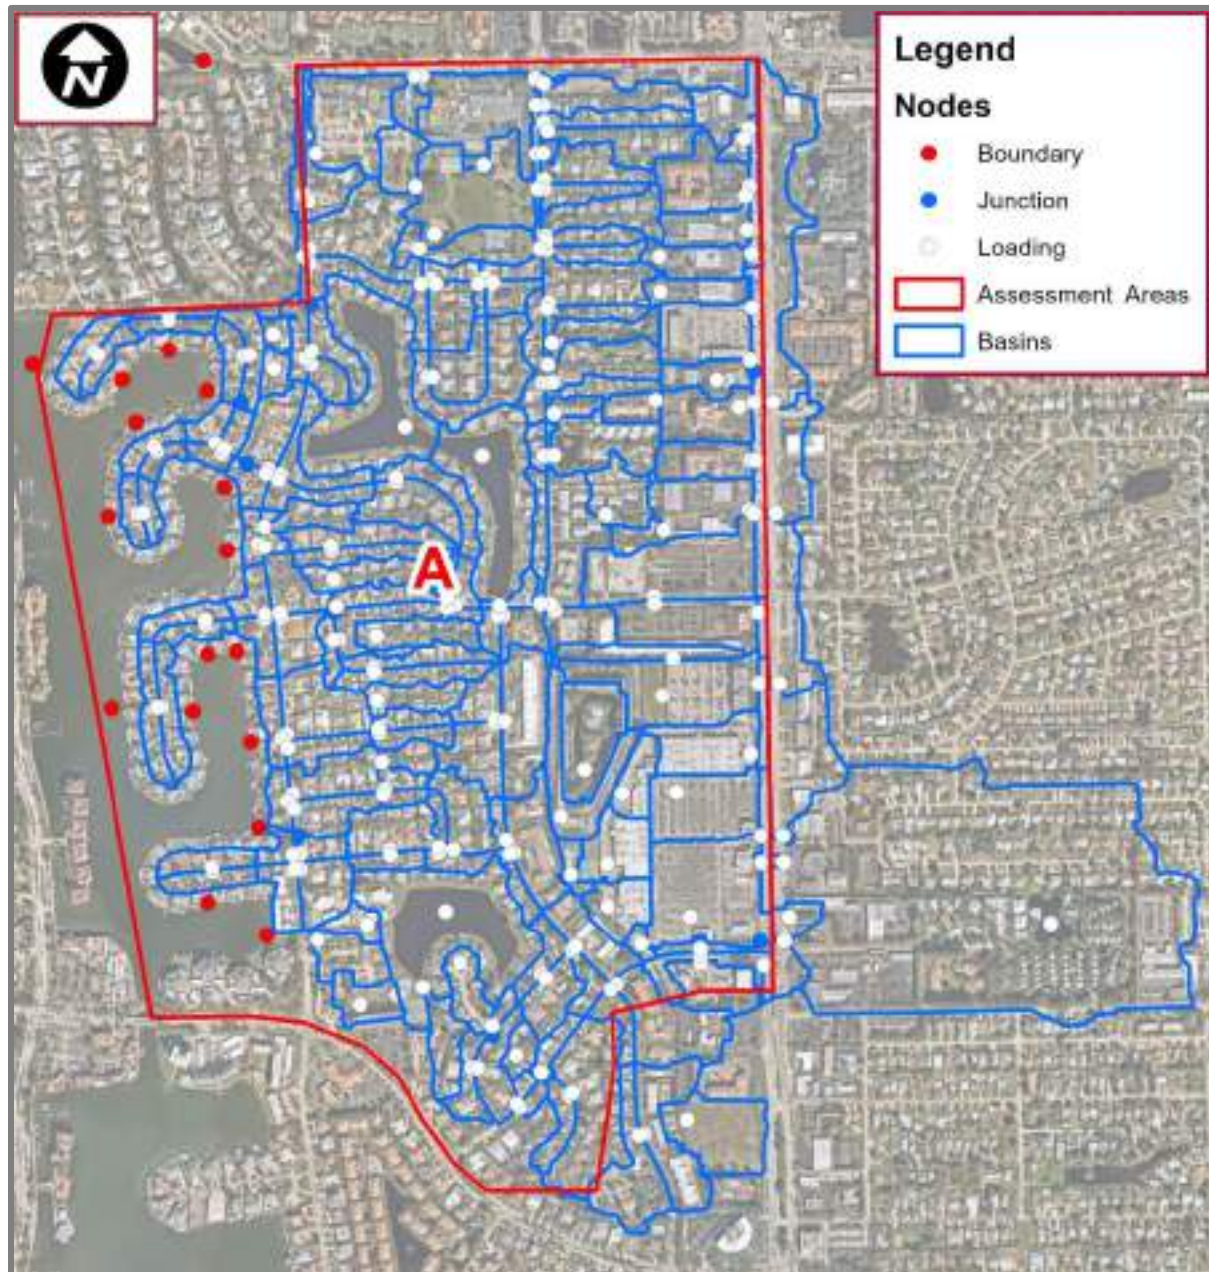 N
Legend
Nodes
Boundary
Junction
Loading
Assessment Areas
Basins
A